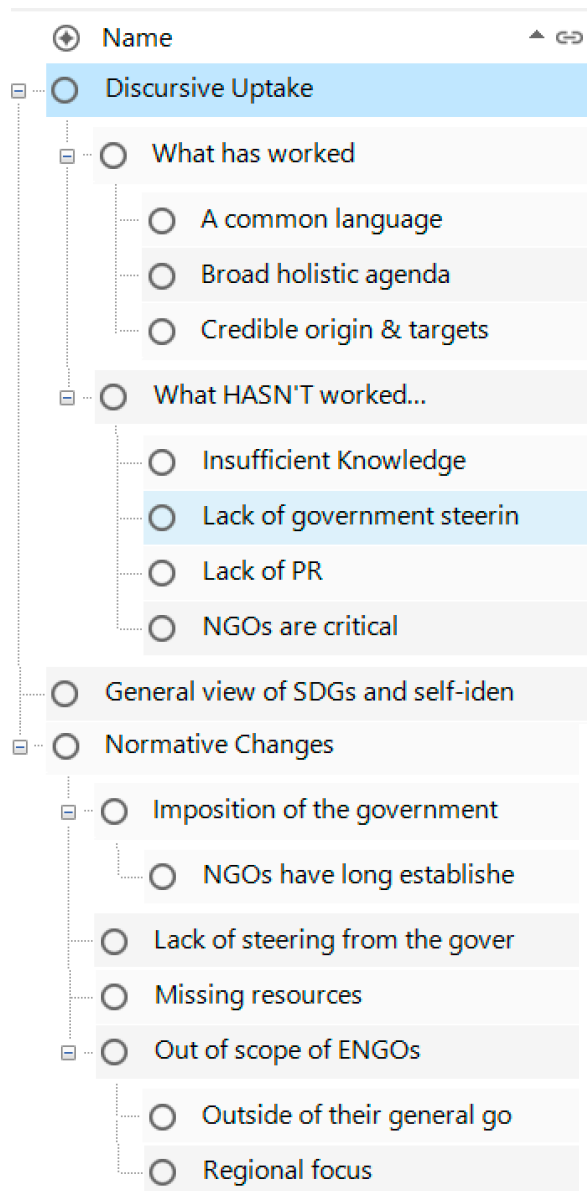 Name
Discursive Uptake
What has worked
A common language
Broad holistic agenda
Credible origin & targets
What HASN'T worked...
Insufficient Knowledge
Lack of government steerin
Lack of PR
NGOs are critical
General view of SDGs and self-iden
Normative Changes
Imposition of the government
NGOs have long establishe
Lack of steering from the gover
Missing resources
Out of scope of ENGOs
Outside of their general go
Regional focus